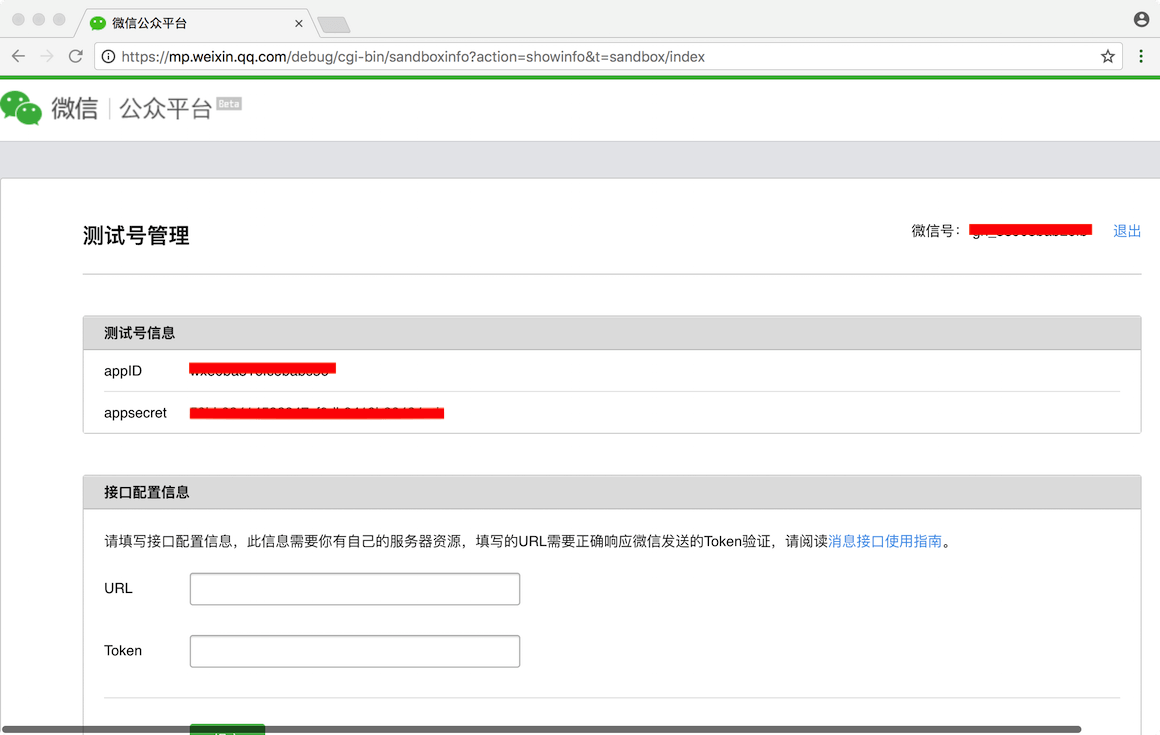 微信公众平台
https://mp.weixin.qq.com/debug/cgi-bin/sandboxinfo?action=showinfo&t=sandbox/index
微信 公众平台 Beta
测试号管理
微信号： 退出
测试号信息
appID
appsecret
接口配置信息
请填写接口配置信息，此信息需要你有自己的服务器资源，填写的URL需要正确响应微信发送的Token验证，请阅读消息接口使用指南。
URL
Token